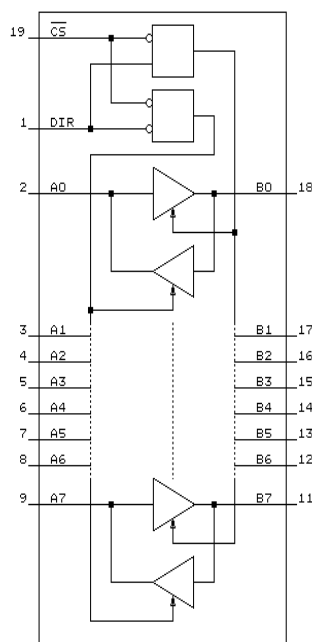 19 CS
1 DIR
2 A0 B0 18
3 A1 B1 17
4 A2 B2 16
5 A3 B3 15
6 A4 B4 14
7 A5 B5 13
8 A6 B6 12
9 A7 B7 11